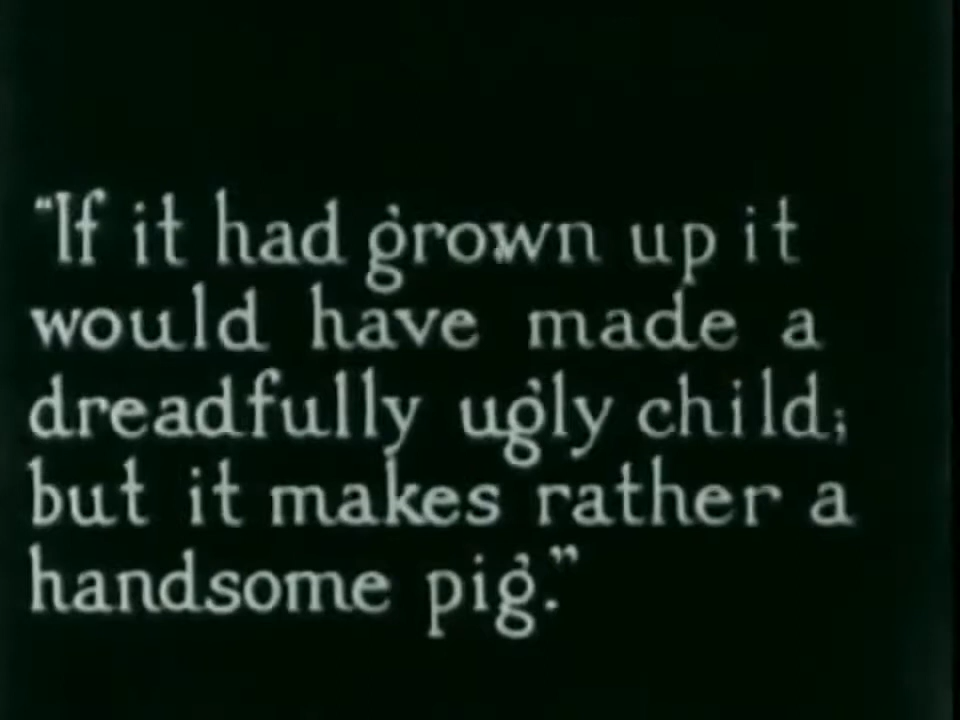 “If it had grown up it
would have made a
dreadfully ugly child;
but it makes rather a
handsome pig.”